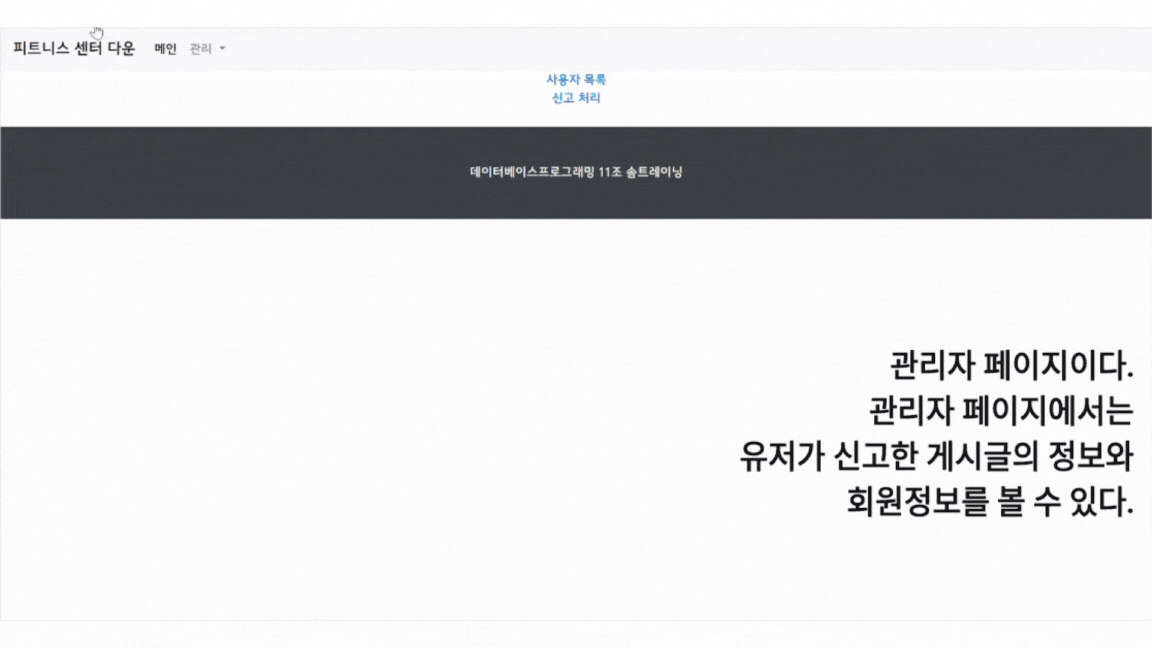 피트니스 센터 다운 메인 관리
사용자 목록
신고 처리
데이터베이스프로그래밍 11조 솜트레이닝
관리자 페이지이다.
관리자 페이지에서는
유저가 신고한 게시글의 정보와
회원정보를 볼 수 있다.